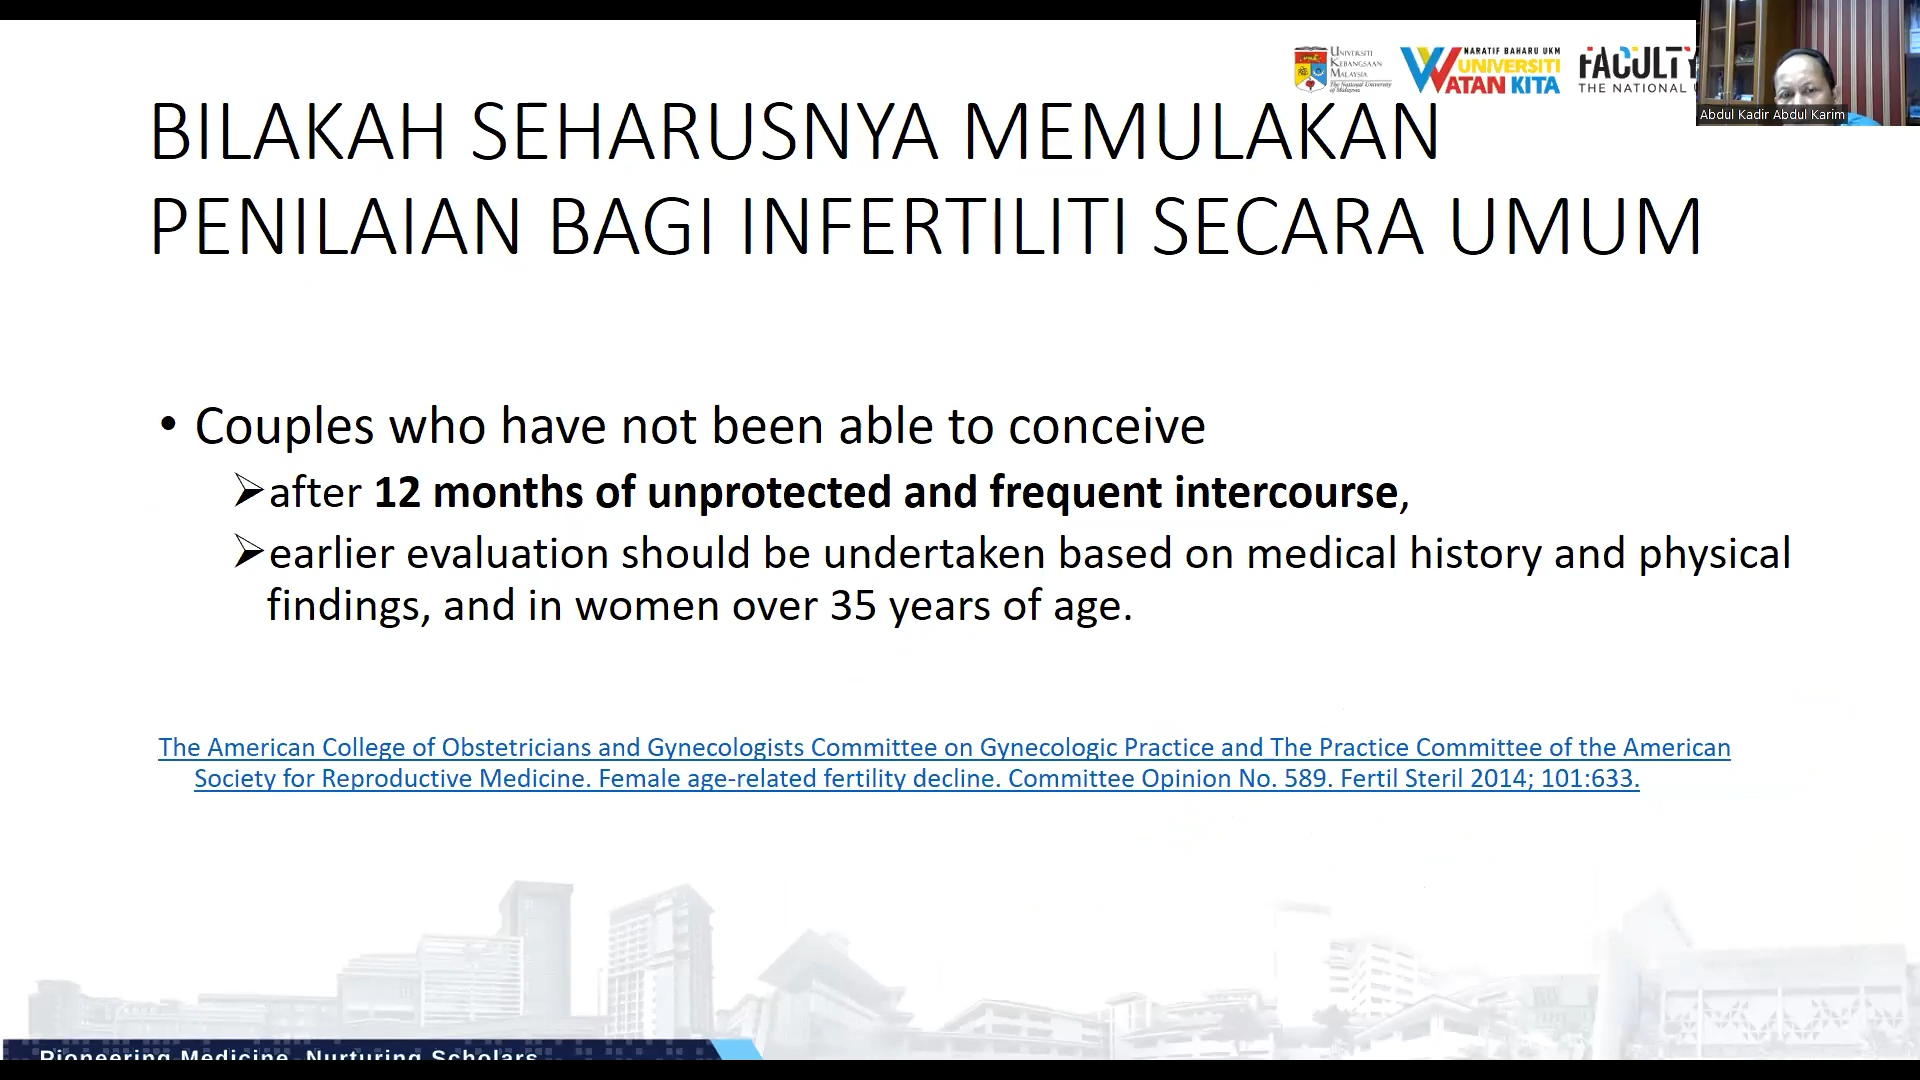 UNIVERSITI
KEBANGSAAN
MALAYSIA
The National University
of Malaysia
NARATIF BAHARU UKM
UNIVERSITI
WATAN KITA
FACULTY
THE NATIONAL U
Abdul Kadir Abdul Karim
BILAKAH SEHARUSNYA MEMULAKAN
PENILAIAN BAGI INFERTILITI SECARA UMUM
• Couples who have not been able to conceive
➢after 12 months of unprotected and frequent intercourse,
➢earlier evaluation should be undertaken based on medical history and physical
findings, and in women over 35 years of age.
The American College of Obstetricians and Gynecologists Committee on Gynecologic Practice and The Practice Committee of the American
Society for Reproductive Medicine. Female age-related fertility decline. Committee Opinion No. 589. Fertil Steril 2014; 101:633.
Pioneering Medicine, Nurturing Scholars